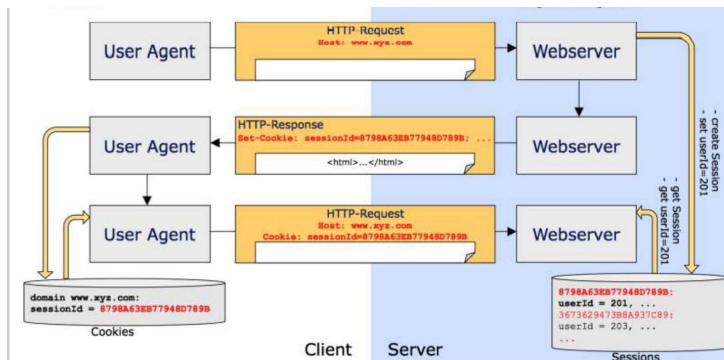 HTTP-Request
Host: www.xyz.com
User Agent
Webserver
HTTP-Response
Set-Cookie: sessionId=8798A63EB77948D789B; ...
<html>...</html>
User Agent
Webserver
HTTP-Request
Host: www.xyz.com
Cookie: sessionId=8798A63EB77948D789B
User Agent
Webserver
- create Session
- set userId=201
- get Session
- get userId=201
domain www.xyz.com:
sessionId = 8798A63EB77948D789B
Cookies
8798A63EB77948D789B:
userId = 201, ...
3673629473B8A937C89:
userId = 203, ...
...
Sessions
Client
Server